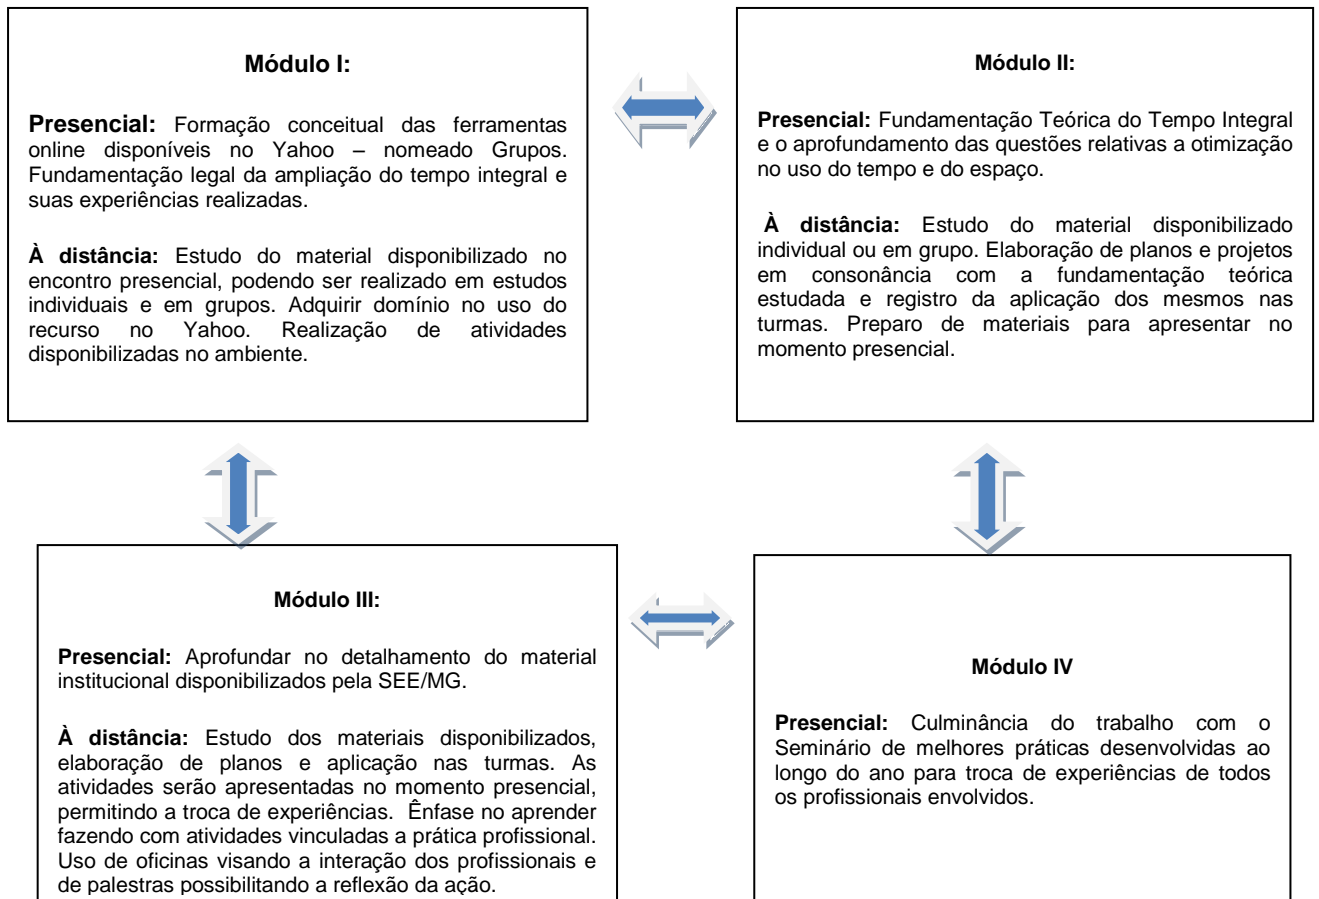 Módulo I:
Presencial: Formação conceitual das ferramentas
online disponíveis no Yahoo – nomeado Grupos.
Fundamentação legal da ampliação do tempo integral e
suas experiências realizadas.
À distância: Estudo do material disponibilizado no
encontro presencial, podendo ser realizado em estudos
individuais e em grupos. Adquirir domínio no uso do
recurso no Yahoo. Realização de atividades
disponibilizadas no ambiente.
Módulo II:
Presencial: Fundamentação Teórica do Tempo Integral
e o aprofundamento das questões relativas a otimização
no uso do tempo e do espaço.
À distância: Estudo do material disponibilizado
individual ou em grupo. Elaboração de planos e projetos
em consonância com a fundamentação teórica
estudada e registro da aplicação dos mesmos nas
turmas. Preparo de materiais para apresentar no
momento presencial.
Módulo III:
Presencial: Aprofundar no detalhamento do material
institucional disponibilizados pela SEE/MG.
À distância: Estudo dos materiais disponibilizados,
elaboração de planos e aplicação nas turmas. As
atividades serão apresentadas no momento presencial,
permitindo a troca de experiências. Ênfase no aprender
fazendo com atividades vinculadas a prática profissional.
Uso de oficinas visando a interação dos profissionais e
de palestras possibilitando a reflexão da ação.
Módulo IV
Presencial: Culminância do trabalho com o
Seminário de melhores práticas desenvolvidas ao
longo do ano para troca de experiências de todos
os profissionais envolvidos.